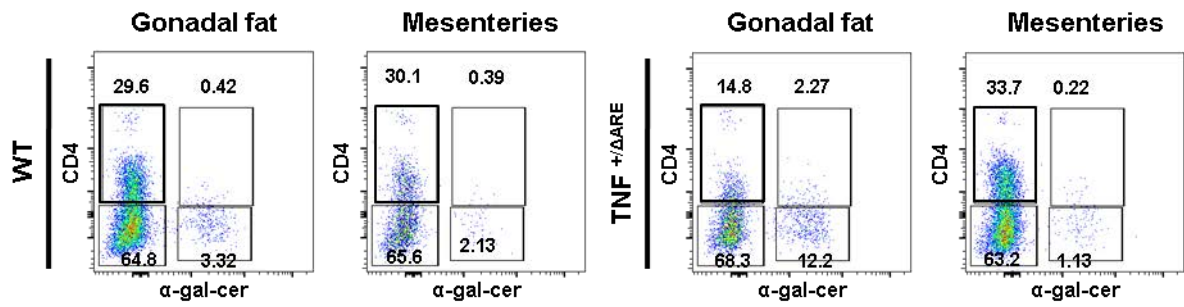 Gonadal fat Mesenteries Gonadal fat Mesenteries
WT
CD4
29.6 0.42
64.8 3.32
α-gal-cer
CD4
30.1 0.39
65.6 2.13
α-gal-cer
TNF +/ΔARE
CD4
14.8 2.27
68.3 12.2
α-gal-cer
CD4
33.7 0.22
63.2 1.13
α-gal-cer